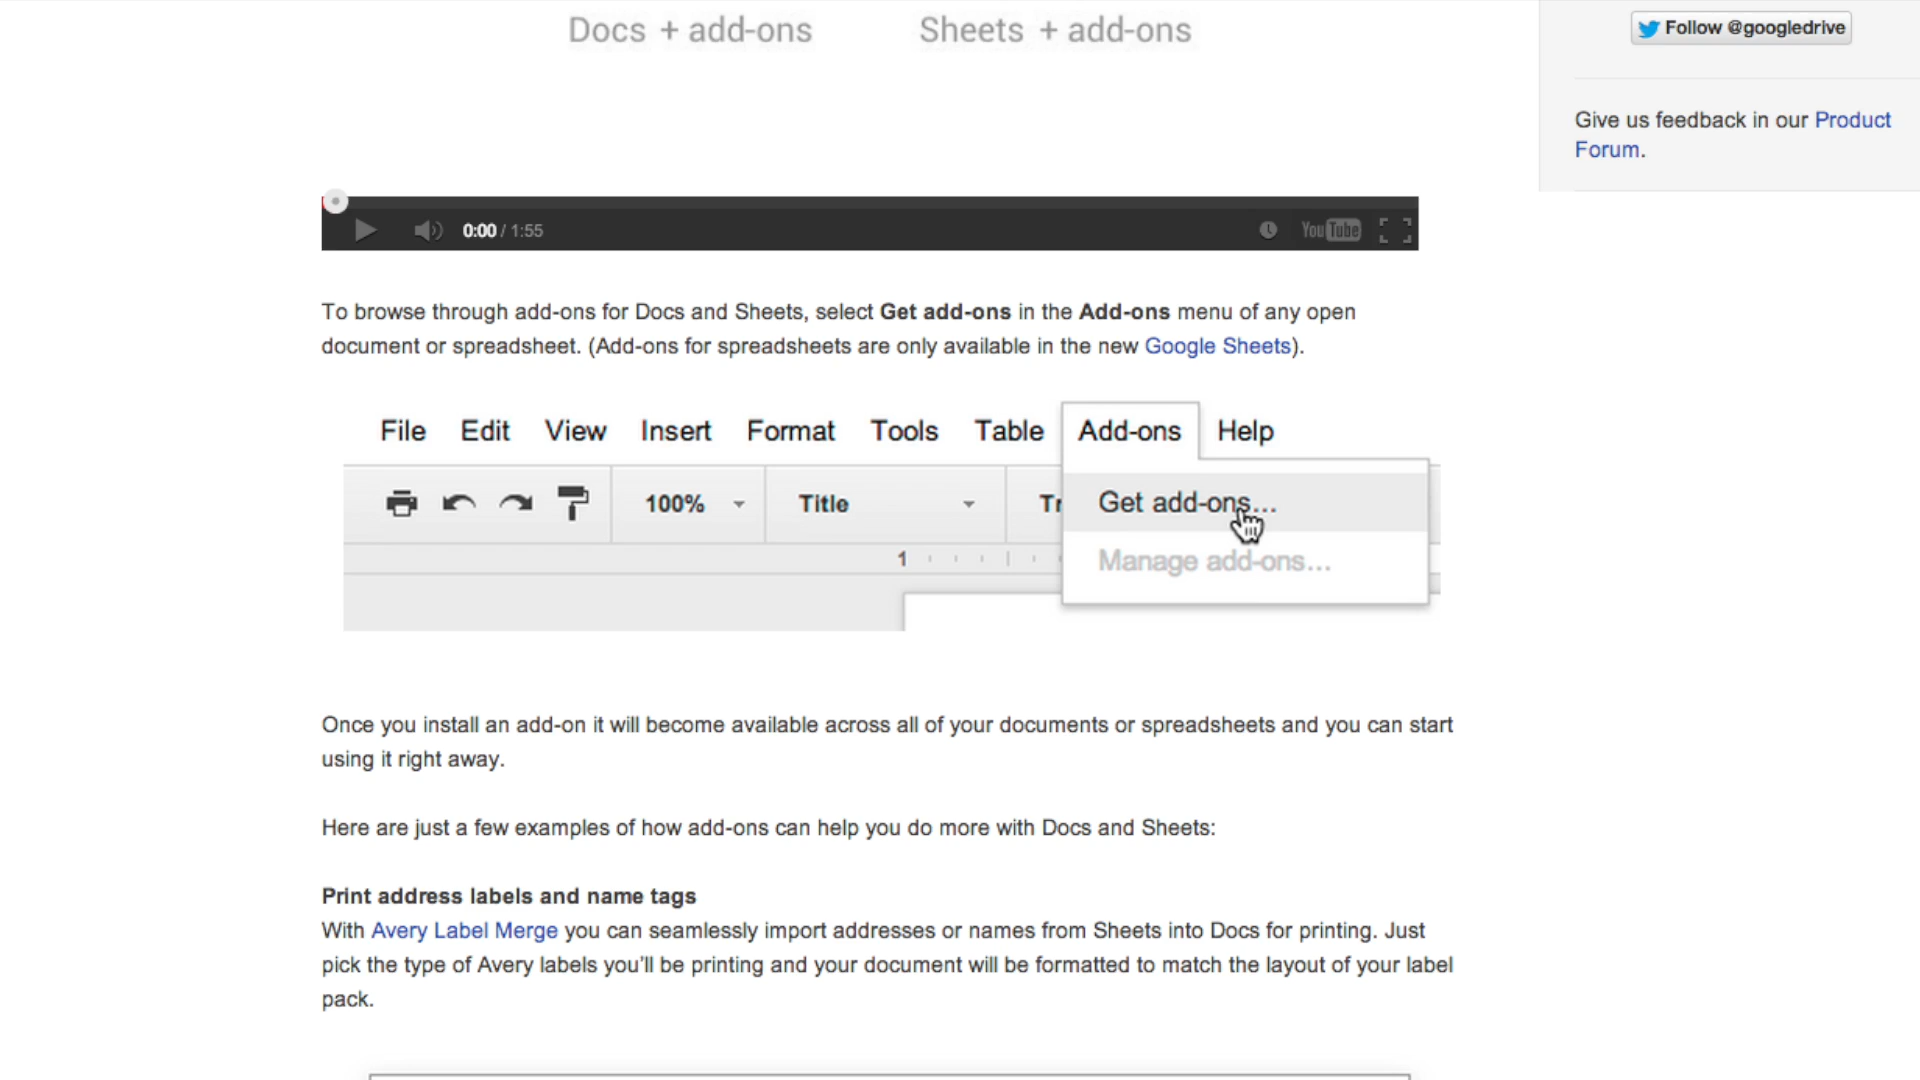 Docs + add-ons Sheets + add-ons
Follow @googledrive
Give us feedback in our Product
Forum.
0:00 / 1:55
YouTube
To browse through add-ons for Docs and Sheets, select Get add-ons in the Add-ons menu of any open
document or spreadsheet. (Add-ons for spreadsheets are only available in the new Google Sheets).
File Edit View Insert Format Tools Table Add-ons Help
100% Title Tr
Get add-ons...
1
Manage add-ons...
Once you install an add-on it will become available across all of your documents or spreadsheets and you can start
using it right away.
Here are just a few examples of how add-ons can help you do more with Docs and Sheets:
Print address labels and name tags
With Avery Label Merge you can seamlessly import addresses or names from Sheets into Docs for printing. Just
pick the type of Avery labels you'll be printing and your document will be formatted to match the layout of your label
pack.